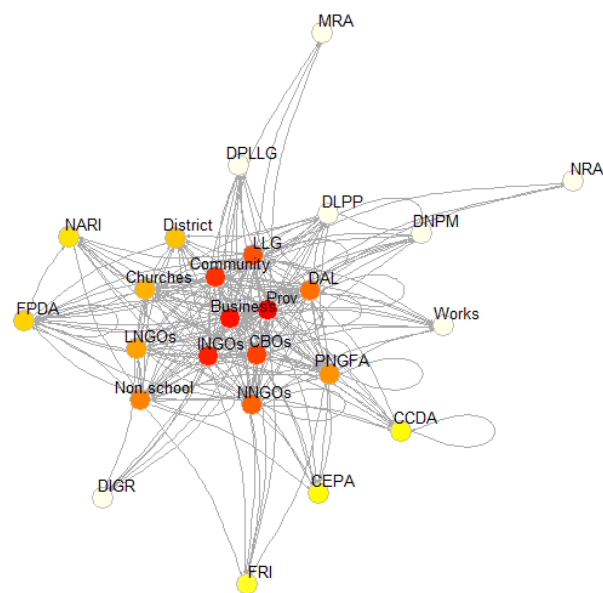 MRA
DPLLG
NRA
DLPP
NARI
District
DNPM
LLG
Community
Churches
DAL
Prov
Business
FPDA
Works
LNGOs
INGOs
CBOs
PNGFA
Non.school
NNGOs
CCDA
DIGR
CEPA
FRI